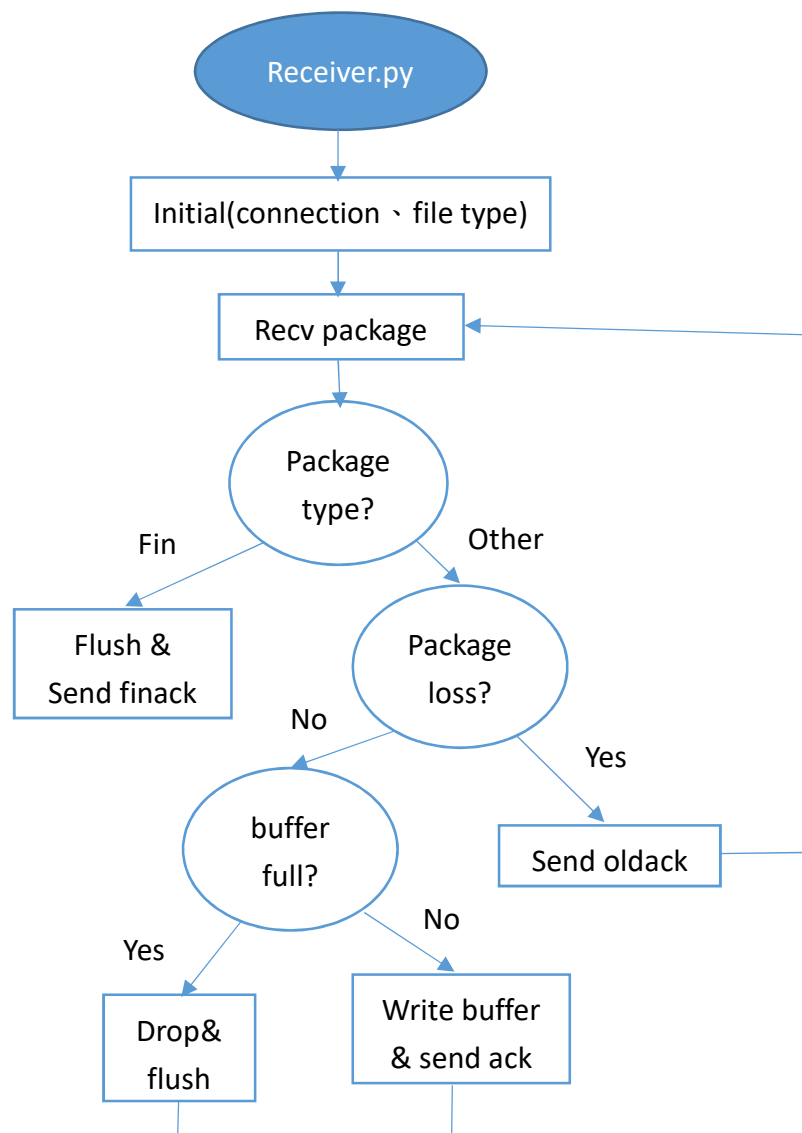 Receiver.py
Initial(connection、file type)
Recv package
Package
type?
Fin
Other
Flush &
Send finack
Package
loss?
No
Yes
buffer
full?
Send oldack
Yes
No
Drop&
flush
Write buffer
& send ack